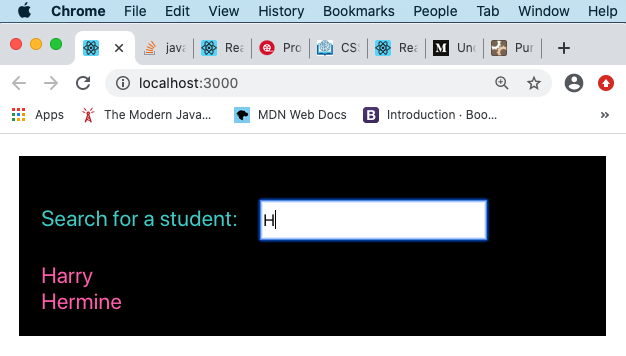 Chrome File Edit View History Bookmarks People Tab Window Help
java Rea Pro CS Rea M Un Pur
localhost:3000
Apps The Modern Java... MDN Web Docs B Introduction · Boo... »
Search for a student: H
Harry
Hermine